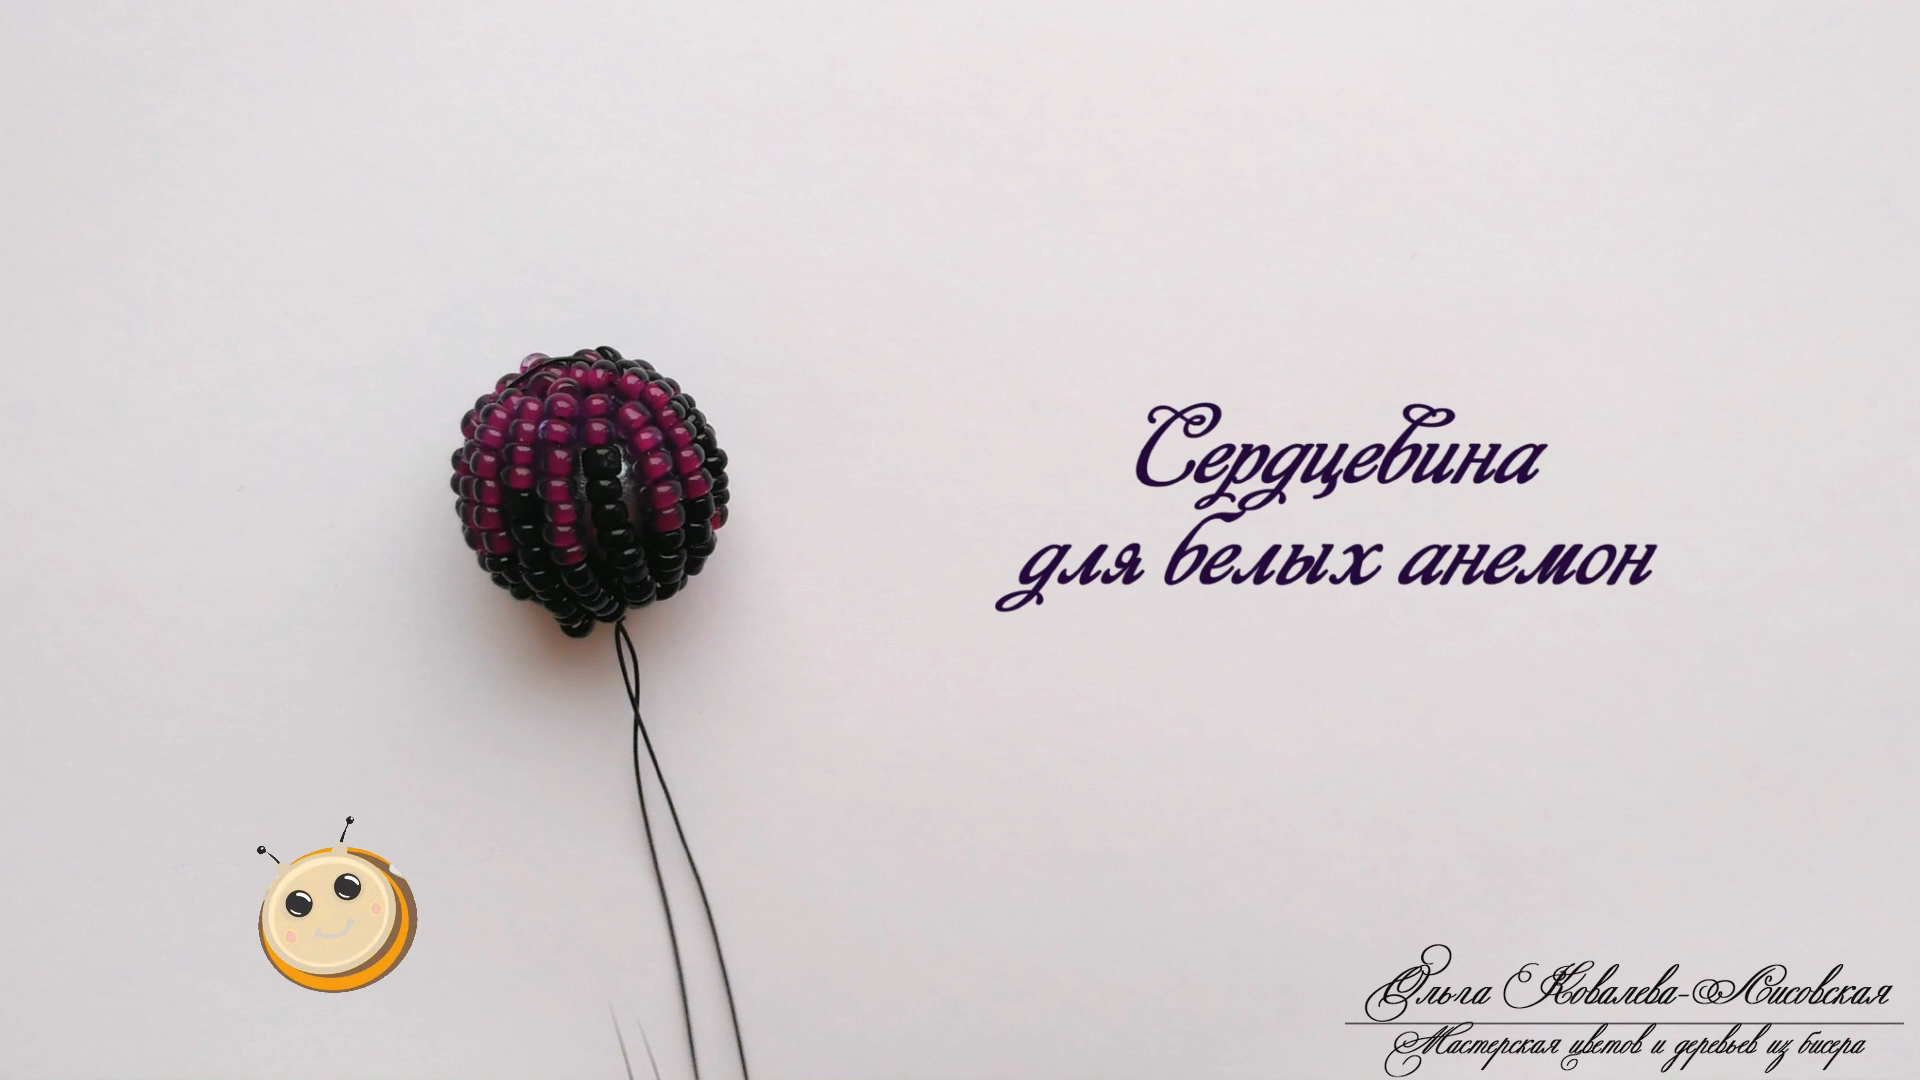 Сердцевина
для белых анемон
Ольга Ковалева-Лисовская
Мастерская цветов и деревьев из бисера